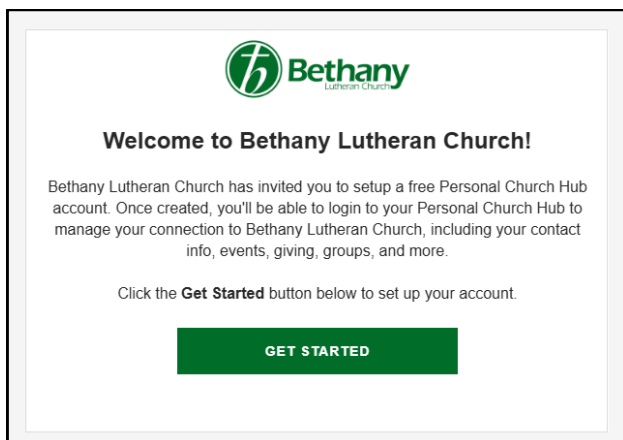 Bethany
Lutheran Church
Welcome to Bethany Lutheran Church!
Bethany Lutheran Church has invited you to setup a free Personal Church Hub
account. Once created, you'll be able to login to your Personal Church Hub to
manage your connection to Bethany Lutheran Church, including your contact
info, events, giving, groups, and more.
Click the Get Started button below to set up your account.
GET STARTED